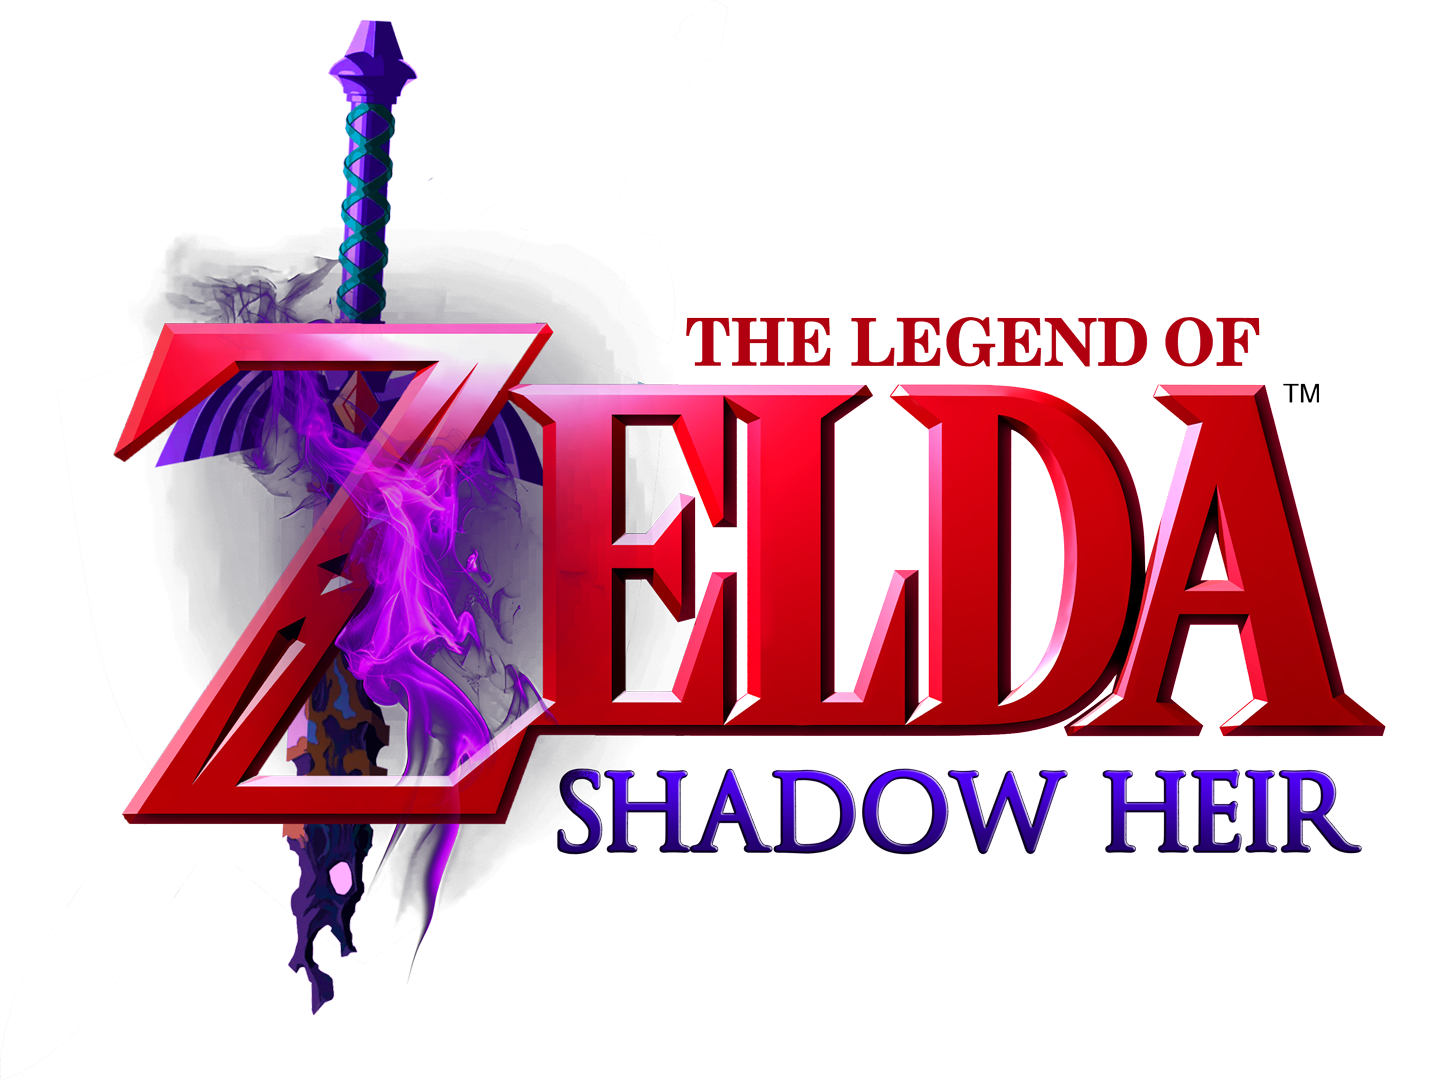 THE LEGEND OF
ZELDA™
SHADOW HEIR